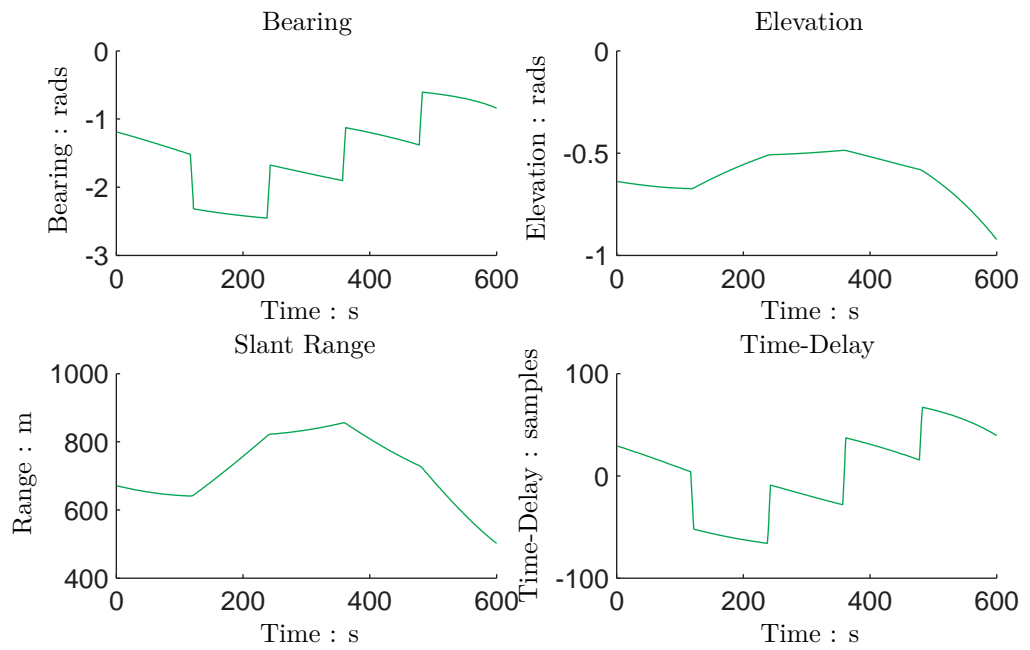 Bearing
Bearing : rads
0
-1
-2
-3
0
200
400
600
Time : s
Elevation
Elevation : rads
0
-0.5
-1
0
200
400
600
Time : s
Slant Range
Range : m
1000
800
600
400
0
200
400
600
Time : s
Time-Delay
Time-Delay : samples
100
0
-100
0
200
400
600
Time : s